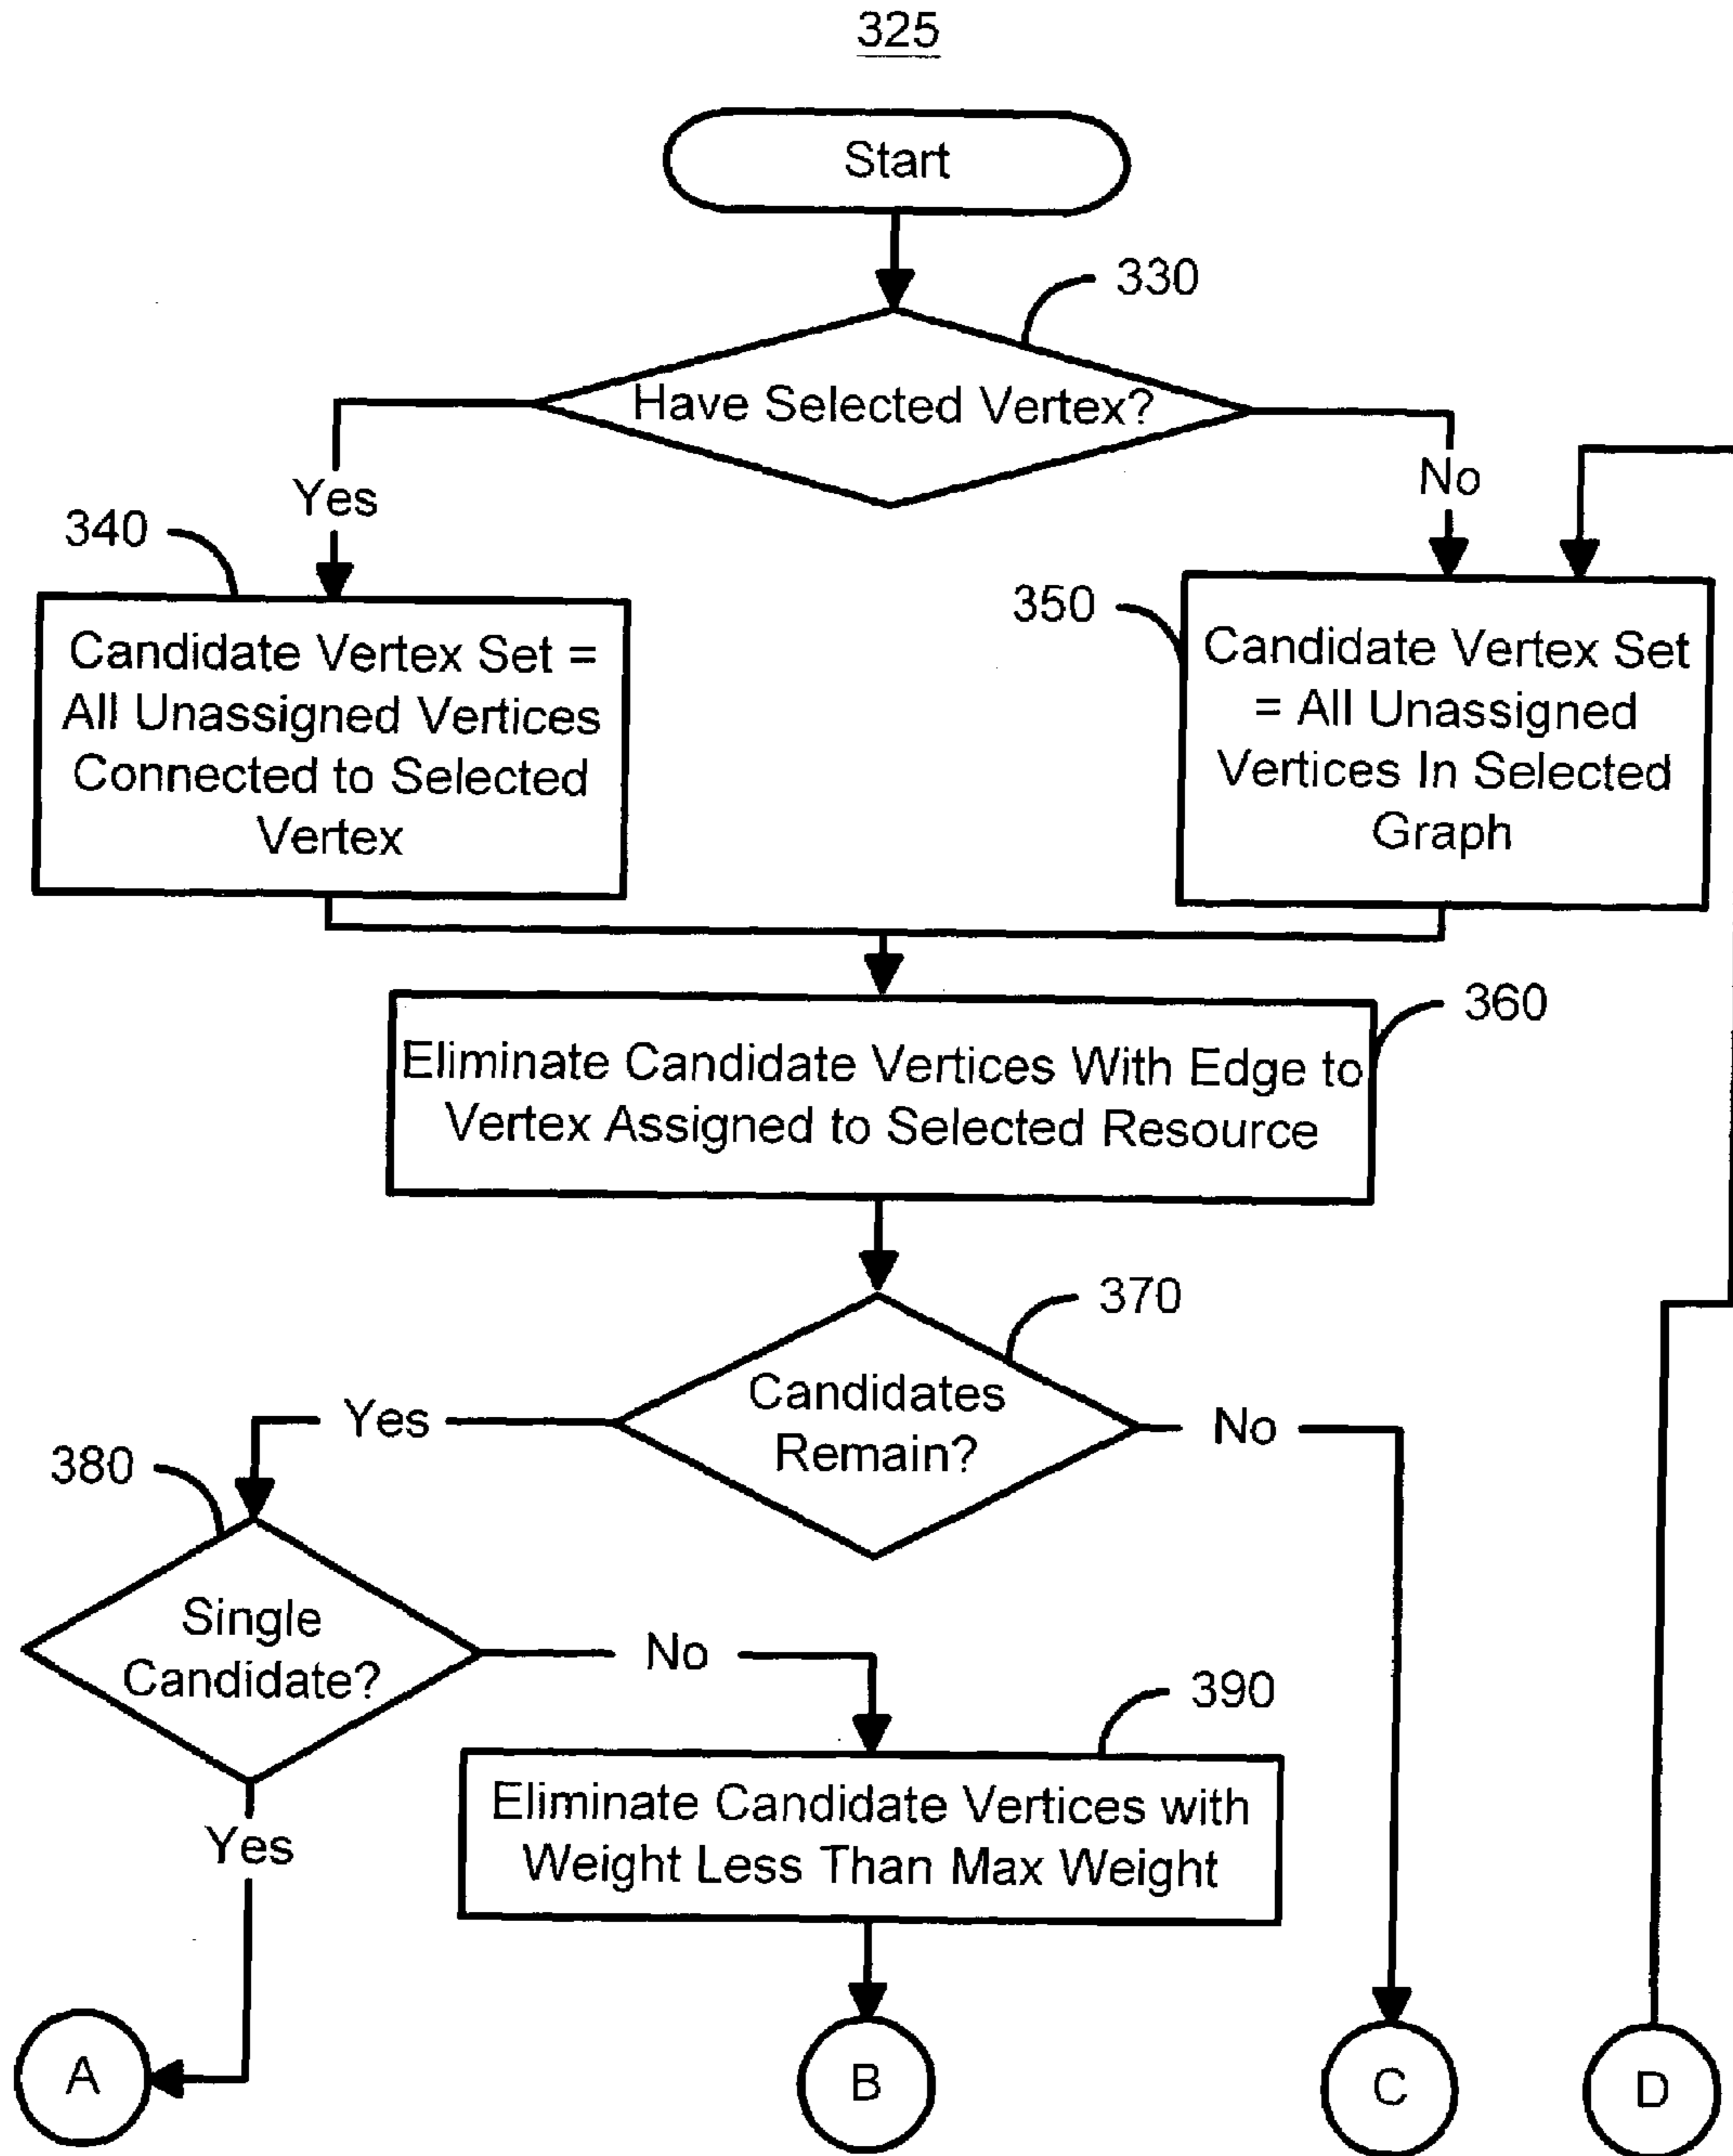 325
Start
330
Have Selected Vertex?
Yes
No
340
Candidate Vertex Set =
All Unassigned Vertices
Connected to Selected
Vertex
350
Candidate Vertex Set
= All Unassigned
Vertices In Selected
Graph
360
Eliminate Candidate Vertices With Edge to
Vertex Assigned to Selected Resource
370
Candidates
Remain?
Yes
No
380
Single
Candidate?
No
Yes
390
Eliminate Candidate Vertices with
Weight Less Than Max Weight
A
B
C
D